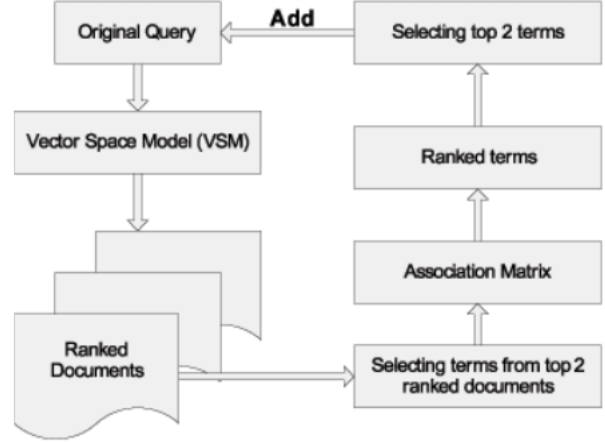 Original Query
Add
Selecting top 2 terms
Vector Space Model (VSM)
Ranked terms
Association Matrix
Ranked
Documents
Selecting terms from top 2
ranked documents